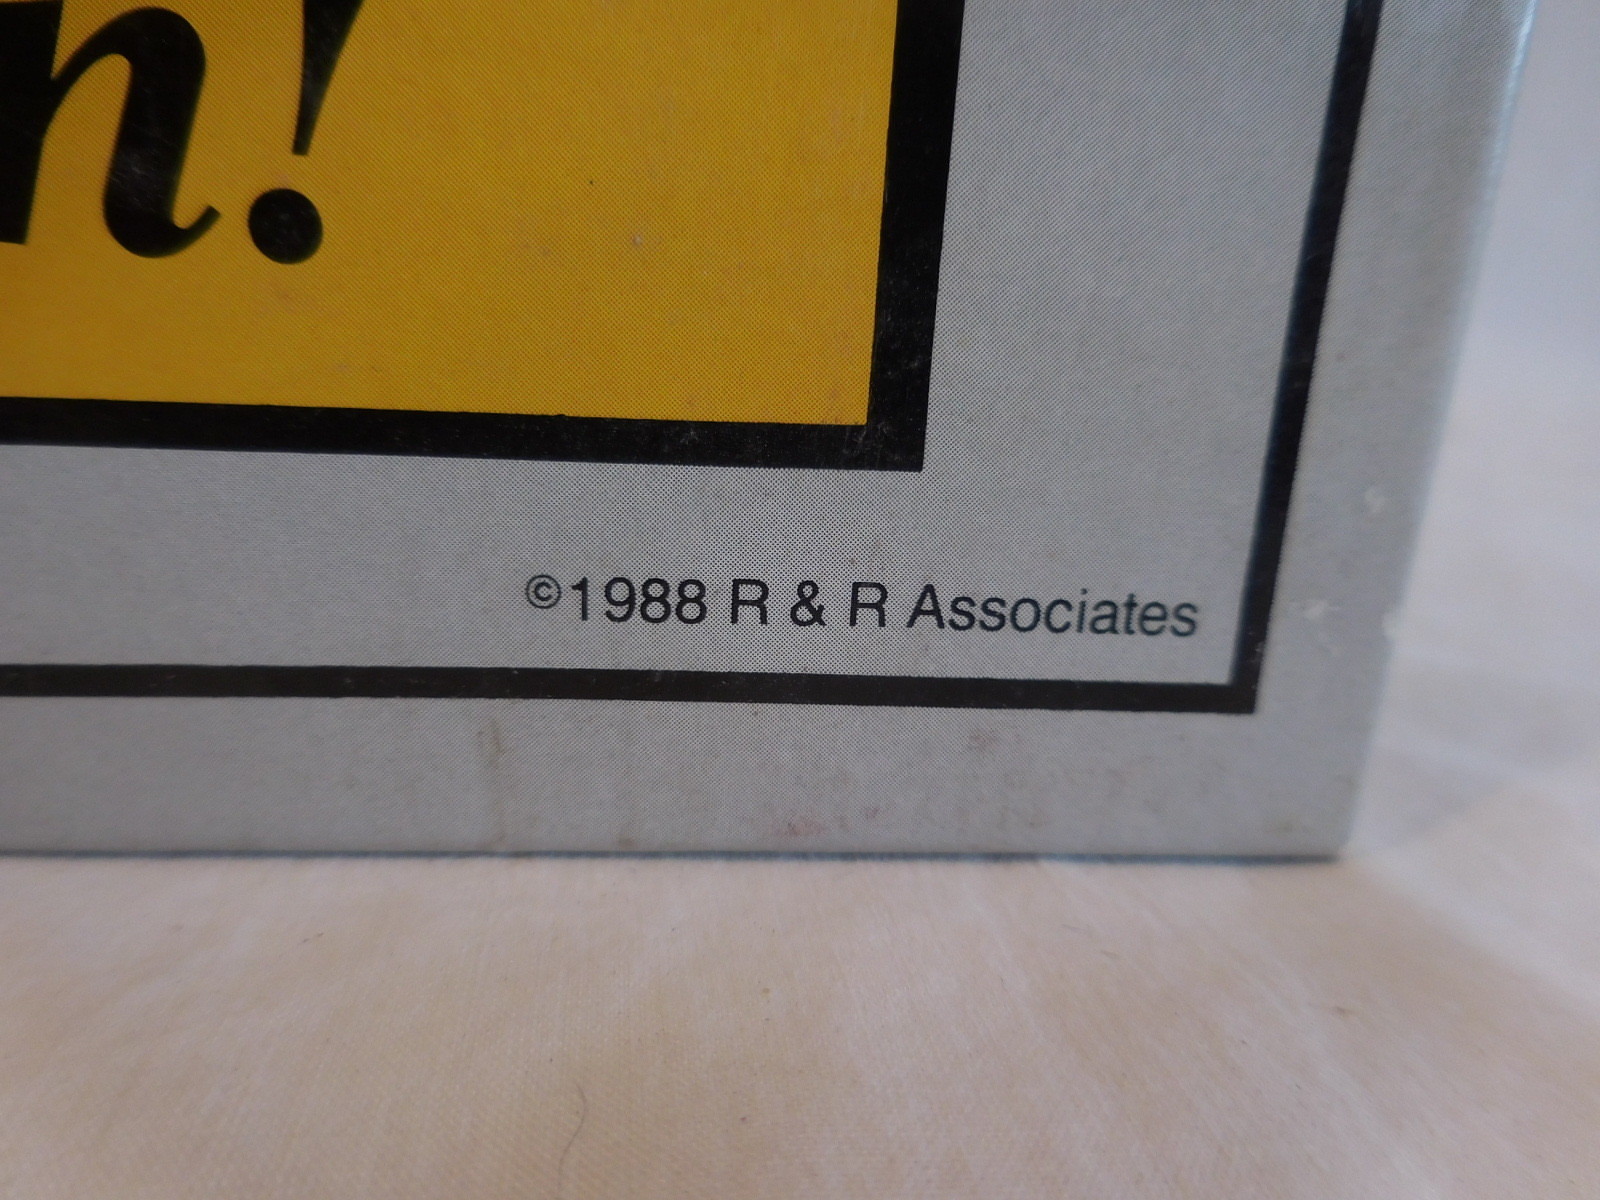 n!
©1988 R & R Associates